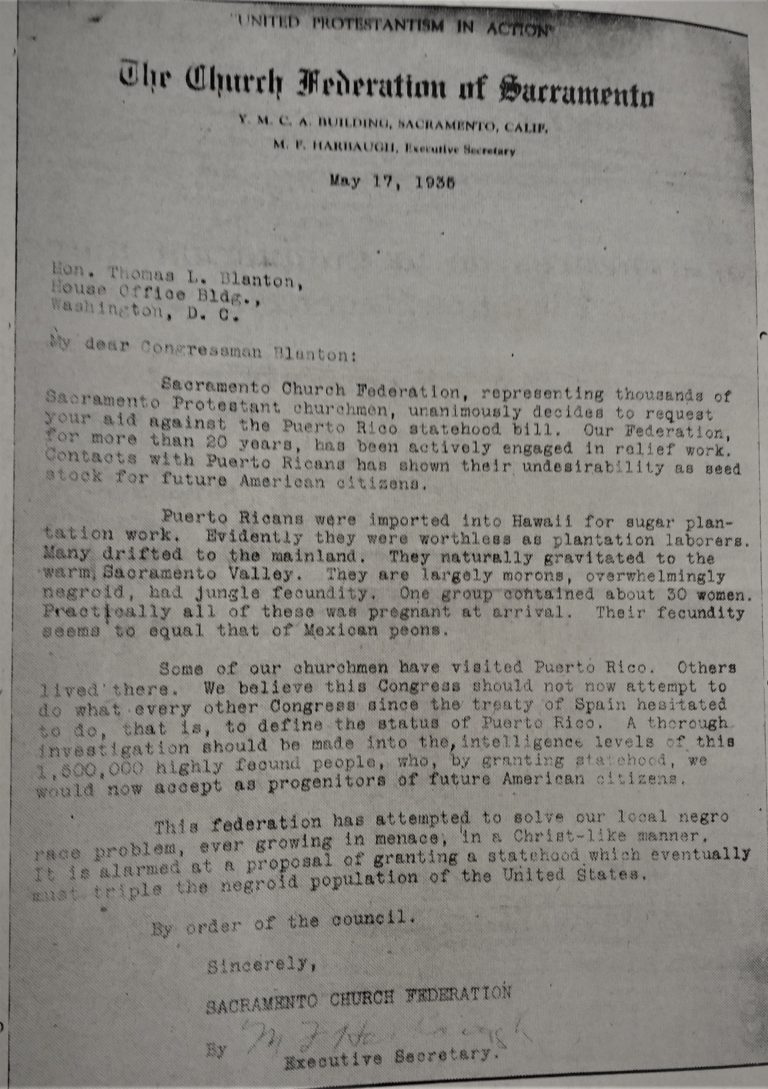 "UNITED PROTESTANTISM IN ACTION"
The Church Federation of Sacramento
Y. M. C. A. BUILDING, SACRAMENTO, CALIF.
M. F. HARBAUGH, Executive Secretary
May 17, 1935
Hon. Thomas L. Blanton,
House Office Bldg.,
Washington, D. C.
My dear Congressman Blanton:
Sacramento Church Federation, representing thousands of
Sacramento Protestant churchmen, unanimously decides to request
your aid against the Puerto Rico statehood bill. Our Federation,
for more than 20 years, has been actively engaged in relief work.
Contacts with Puerto Ricans has shown their undesirability as seed
stock for future American citizens.
Puerto Ricans were imported into Hawaii for sugar plan-
tation work. Evidently they were worthless as plantation laborers.
Many drifted to the mainland. They naturally gravitated to the
warm, Sacramento Valley. They are largely morons, overwhelmingly
negroid, had jungle fecundity. One group contained about 30 women.
Practically all of these was pregnant at arrival. Their fecundity
seems to equal that of Mexican peons.
Some of our churchmen have visited Puerto Rico. Others
lived there. We believe this Congress should not now attempt to
do what every other Congress since the treaty of Spain hesitated
to do, that is, to define the status of Puerto Rico. A thorough
investigation should be made into the, intelligence levels of this
1,500,000 highly fecund people, who, by granting statehood, we
would now accept as progenitors of future American citizens.
This federation has attempted to solve our local negro
race problem, ever growing in menace, in a Christ-like manner.
It is alarmed at a proposal of granting a statehood which eventually
must triple the negroid population of the United States.
By order of the council.
Sincerely,
SACRAMENTO CHURCH FEDERATION
By M F Harbaugh
Executive Secretary.